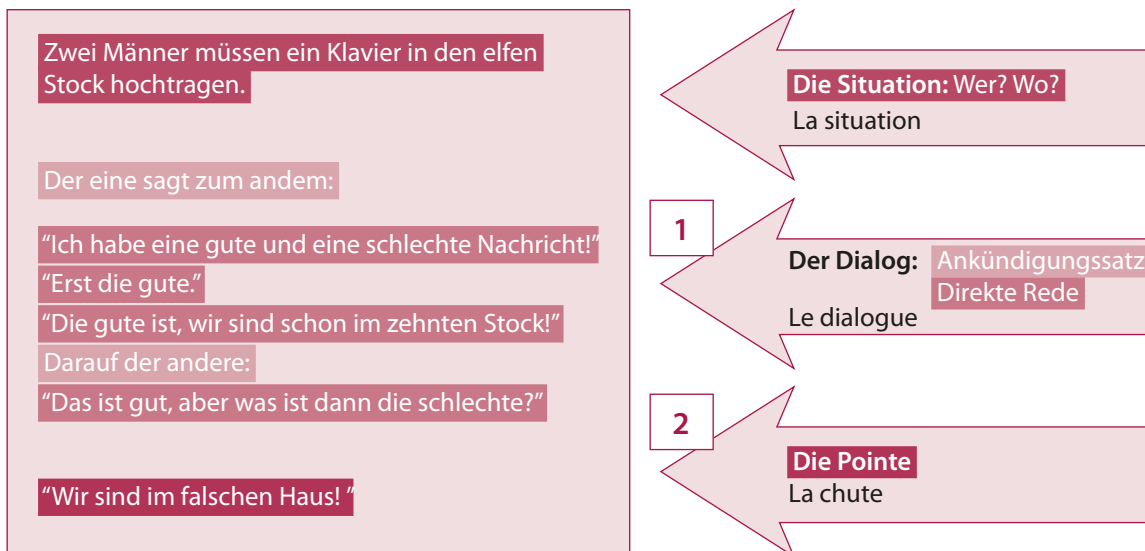 Zwei Männer müssen ein Klavier in den elfen
Stock hochtragen.
Der eine sagt zum andem:
“Ich habe eine gute und eine schlechte Nachricht!”
“Erst die gute.”
“Die gute ist, wir sind schon im zehnten Stock!”
Darauf der andere:
“Das ist gut, aber was ist dann die schlechte?”
“Wir sind im falschen Haus! ”
Die Situation: Wer? Wo?
La situation
1
Der Dialog: Ankündigungssatz
Direkte Rede
Le dialogue
2
Die Pointe
La chute